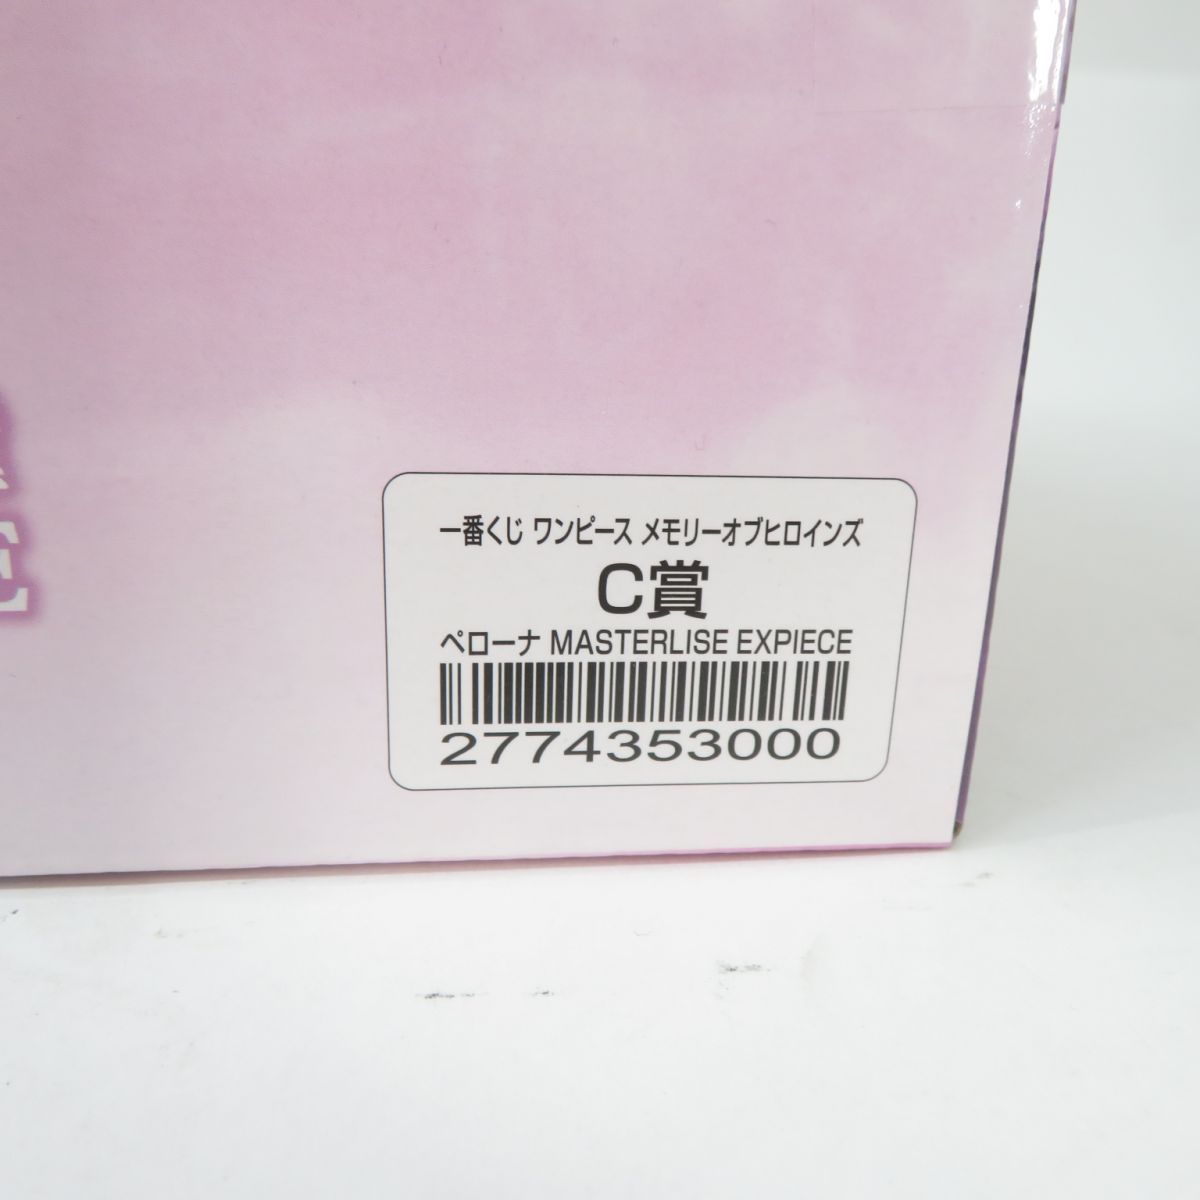 一番くじ ワンピース メモリーオブヒロインズ
C賞
ペローナ MASTERLISE EXPIECE
2774353000
E